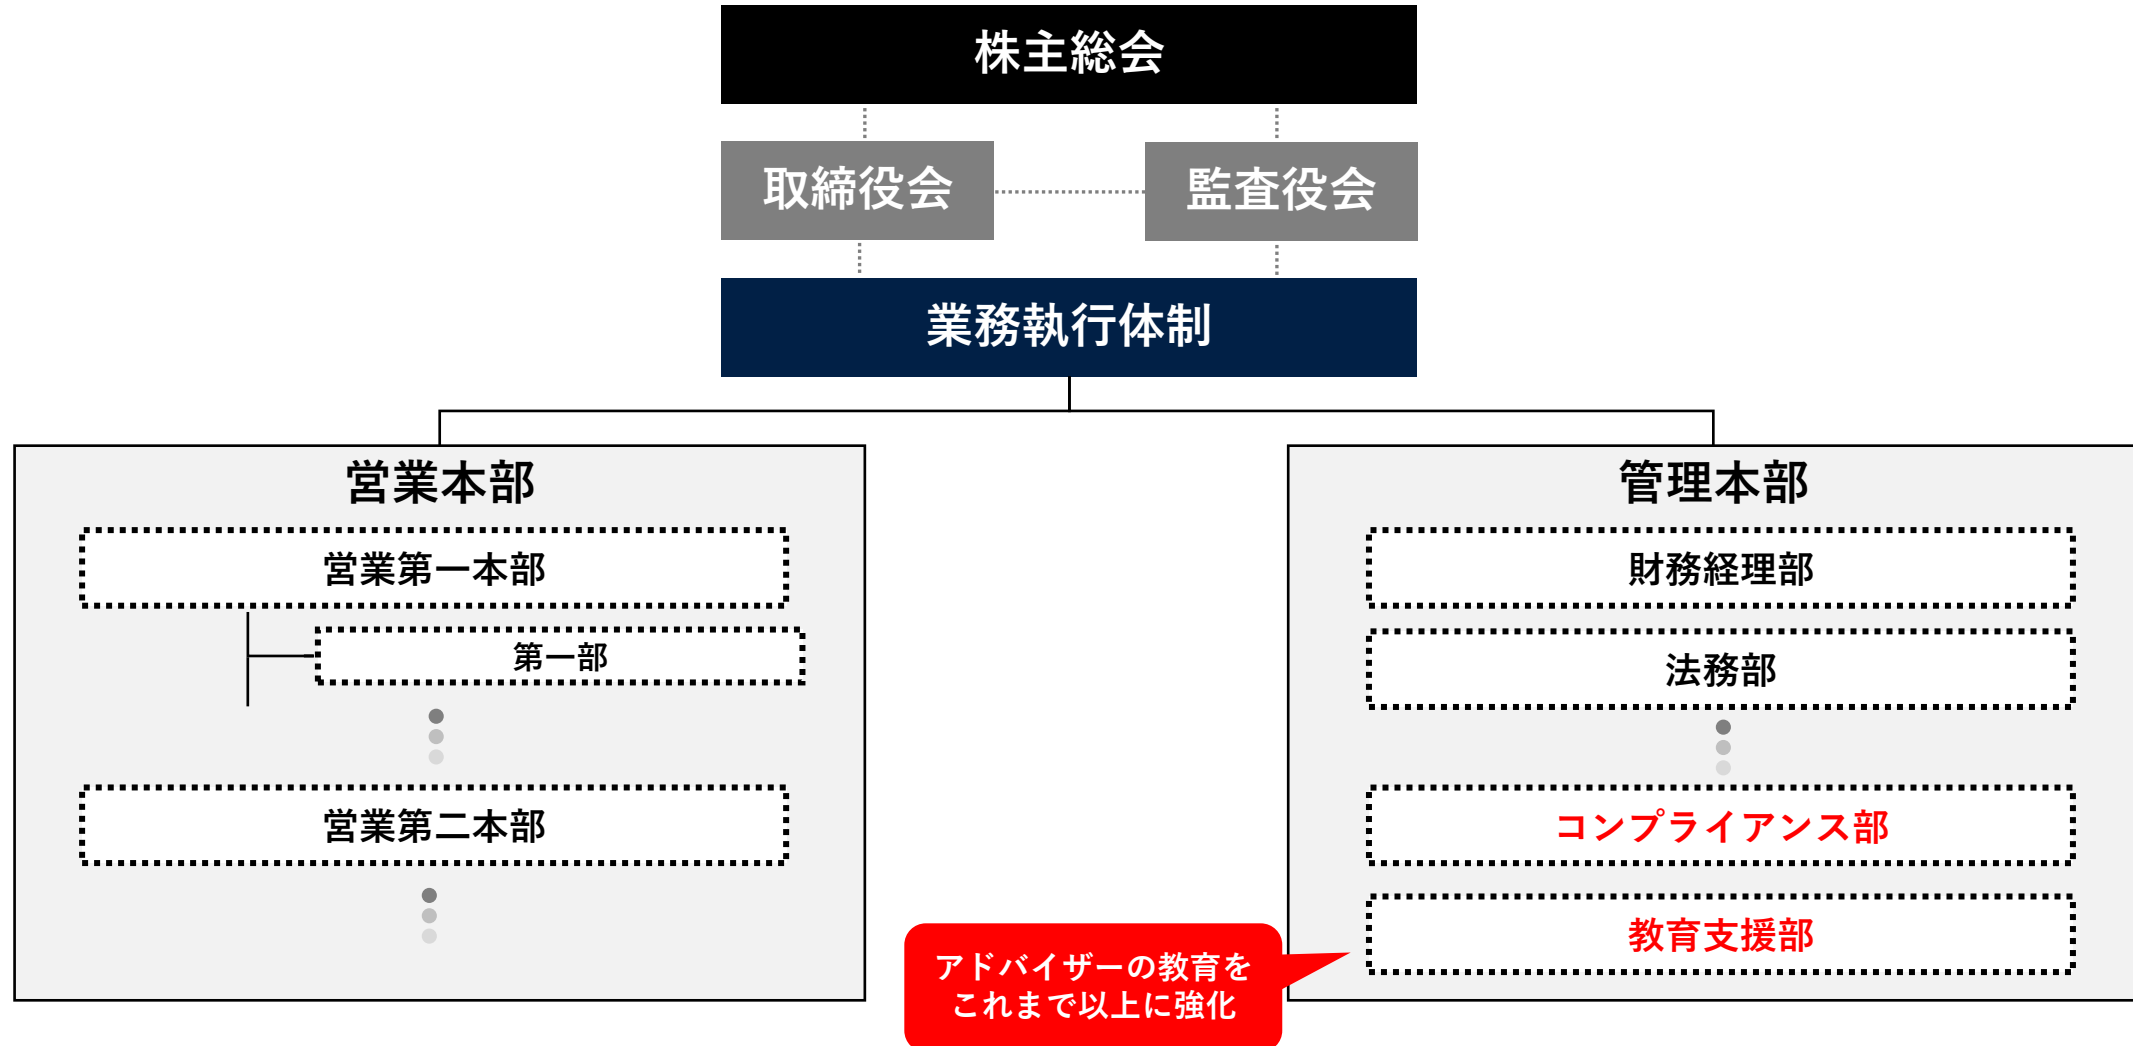 株主総会
取締役会
監査役会
業務執行体制
営業本部
営業第一本部
第一部
営業第二本部
管理本部
財務経理部
法務部
コンプライアンス部
教育支援部
アドバイザーの教育を
これまで以上に強化